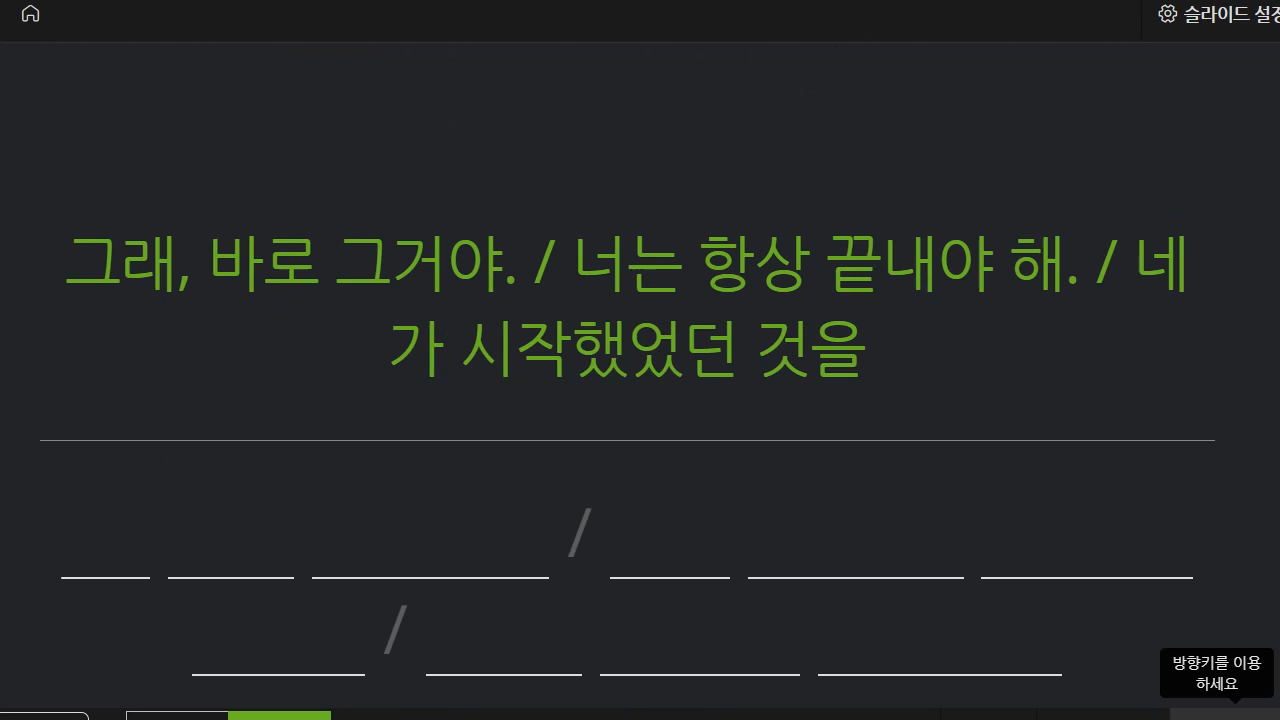 슬라이드 설정
그래, 바로 그거야. / 너는 항상 끝내야 해. / 네
가 시작했었던 것을
/
/
방향키를 이용
하세요